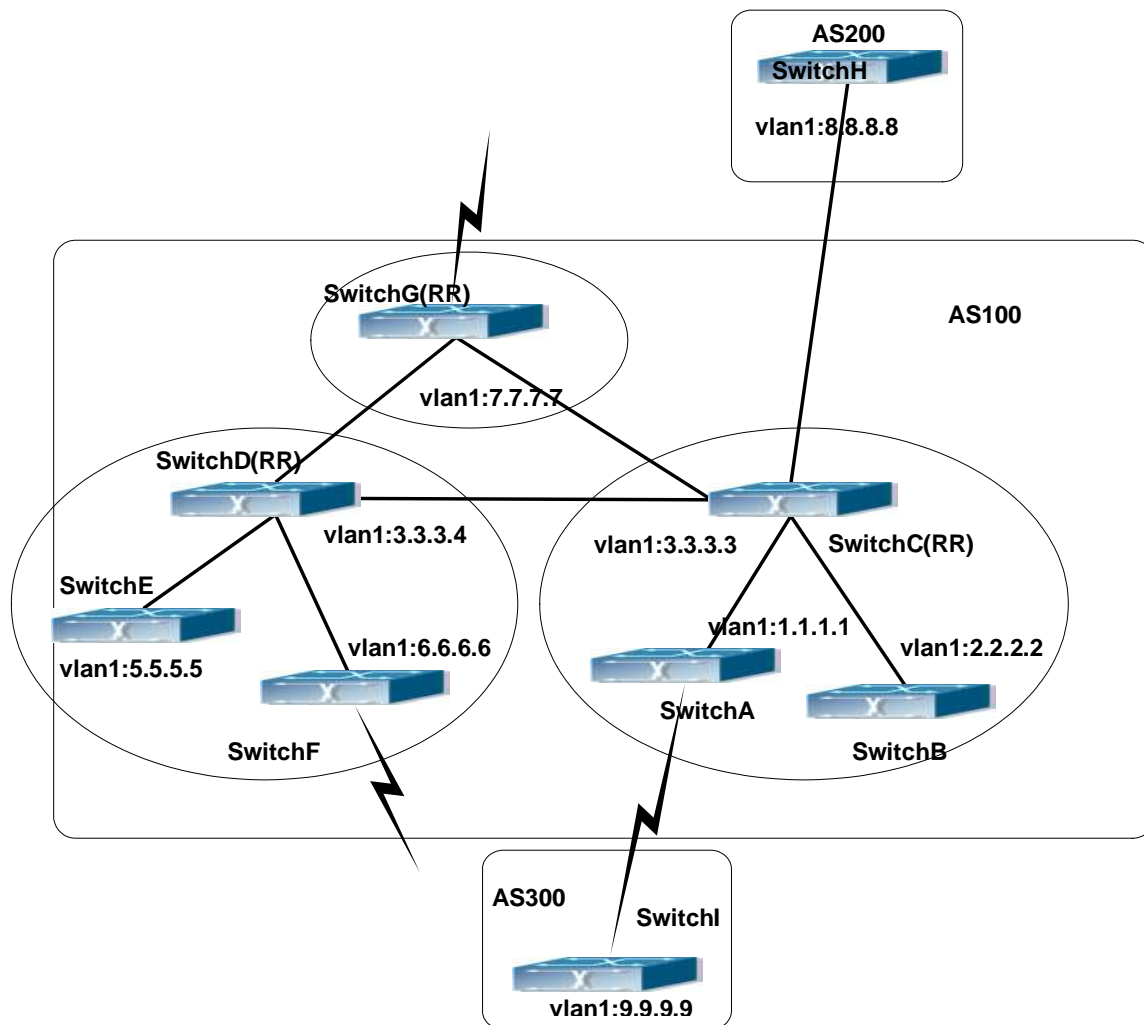 AS200
SwitchH
vlan1:8.8.8.8
SwitchG(RR)
AS100
vlan1:7.7.7.7
SwitchD(RR)
vlan1:3.3.3.4
vlan1:3.3.3.3
SwitchC(RR)
SwitchE
vlan1:5.5.5.5
vlan1:6.6.6.6
vlan1:1.1.1.1
vlan1:2.2.2.2
SwitchA
SwitchF
SwitchB
AS300
SwitchI
vlan1:9.9.9.9